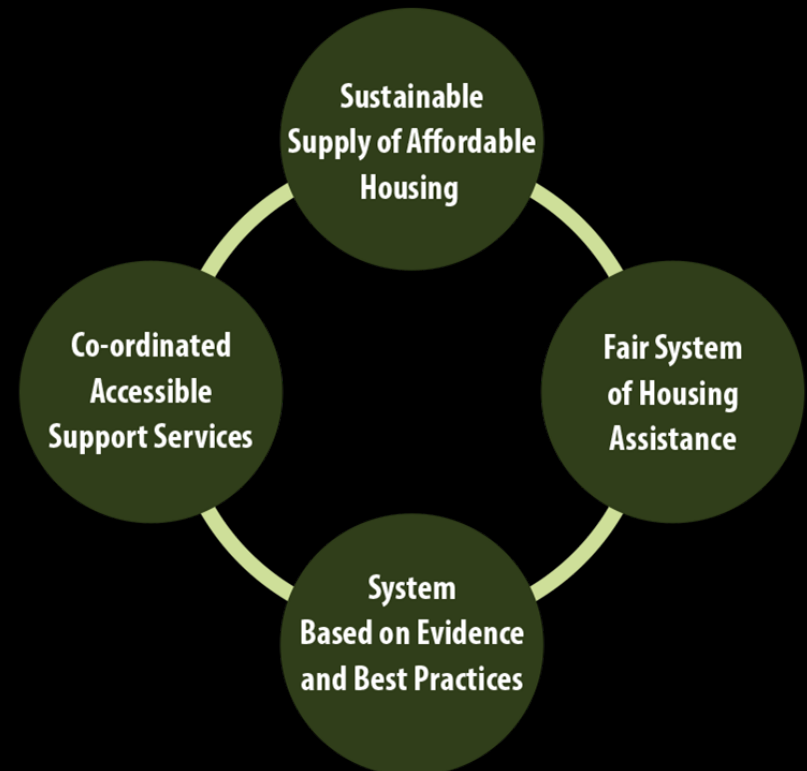 Sustainable
Supply of Affordable
Housing
Co-ordinated
Accessible
Support Services
Fair System
of Housing
Assistance
System
Based on Evidence
and Best Practices